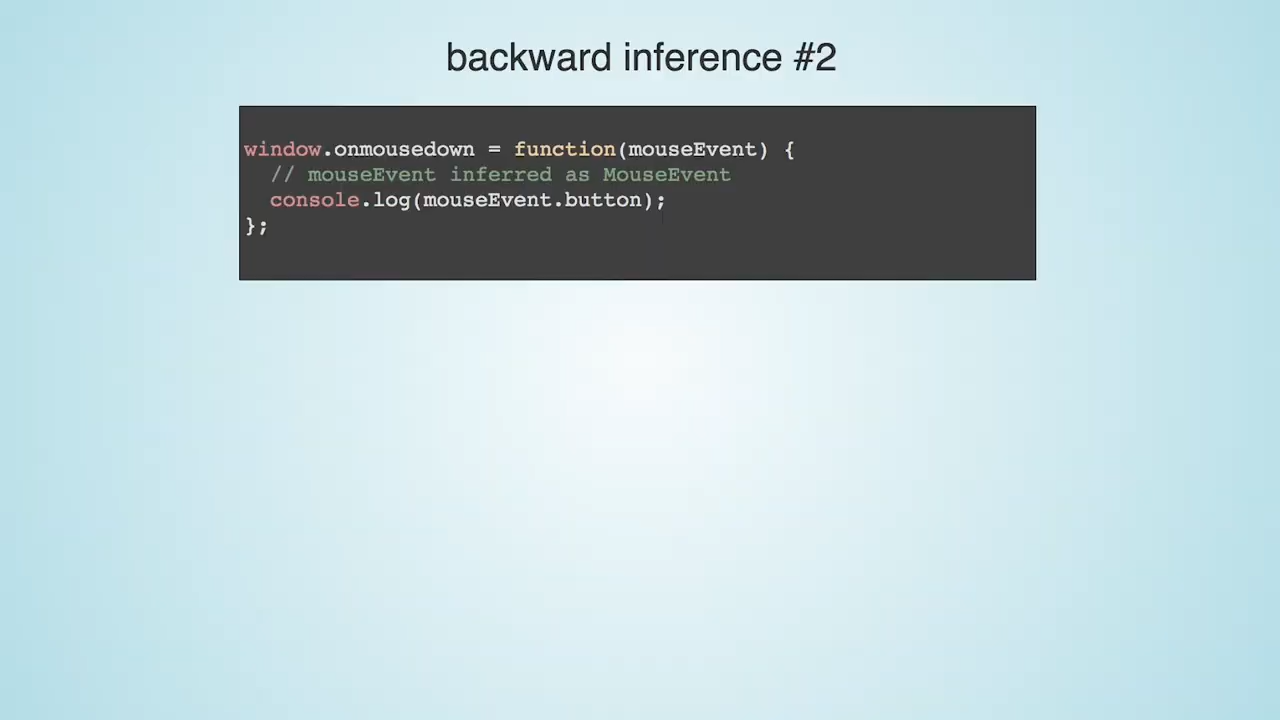 backward inference #2
window.onmousedown = function(mouseEvent) {
  // mouseEvent inferred as MouseEvent
  console.log(mouseEvent.button);
};